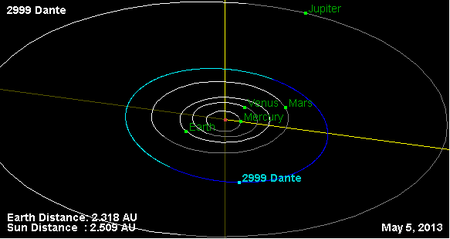 2999 Dante
Jupiter
Venus
Mars
Mercury
Earth
2999 Dante
Earth Distance: 2.318 AU
Sun Distance : 2.509 AU
May 5, 2013